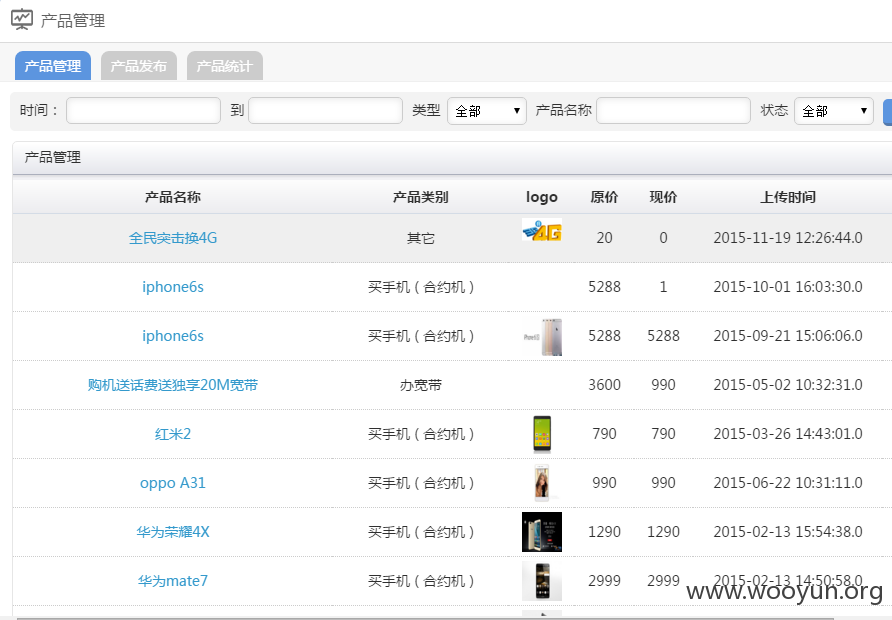 产品管理
产品管理 产品发布 产品统计
时间： 到 类型 全部 产品名称 状态 全部
产品管理
产品名称 产品类别 logo 原价 现价 上传时间
全民突击换4G 其它 4G 20 0 2015-11-19 12:26:44.0
iphone6s 买手机（合约机） 5288 1 2015-10-01 16:03:30.0
iphone6s 买手机（合约机） 5288 5288 2015-09-21 15:06:06.0
购机送话费送独享20M宽带 办宽带 3600 990 2015-05-02 10:32:31.0
红米2 买手机（合约机） 790 790 2015-03-26 14:43:01.0
oppo A31 买手机（合约机） 990 990 2015-06-22 10:31:11.0
华为荣耀4X 买手机（合约机） 1290 1290 2015-02-13 15:54:38.0
华为mate7 买手机（合约机） 2999 2999 2015-02-13 14:50:58.0
www.wooyun.org